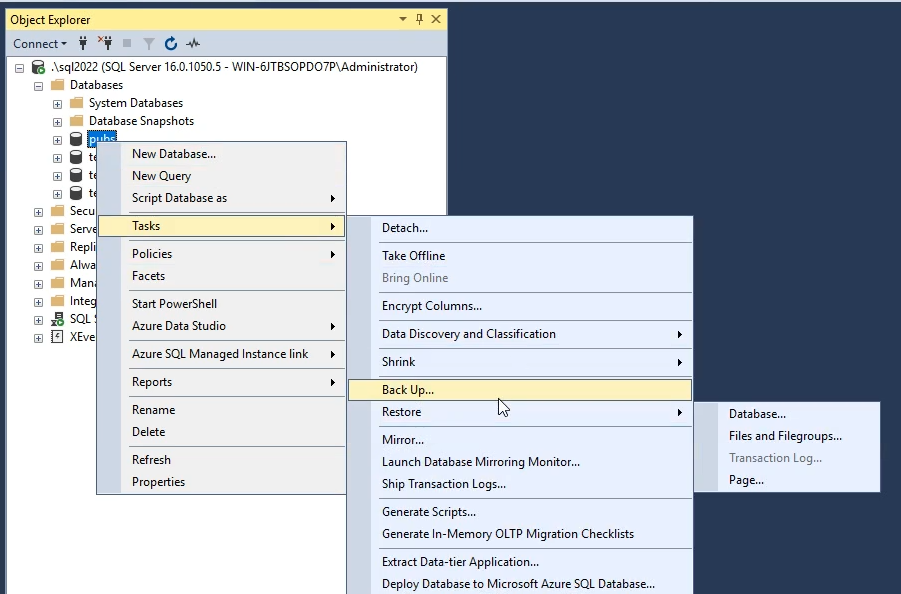 Object Explorer
Connect
.\sql2022 (SQL Server 16.0.1050.5 - WIN-6JTBSOPDO7P\Administrator)
Databases
System Databases
Database Snapshots
pubs
te
te
te
Secu
Serve
Repli
Alwa
Mana
Integ
SQL S
XEve
New Database...
New Query
Script Database as
Tasks
Policies
Facets
Start PowerShell
Azure Data Studio
Azure SQL Managed Instance link
Reports
Rename
Delete
Refresh
Properties
Detach...
Take Offline
Bring Online
Encrypt Columns...
Data Discovery and Classification
Shrink
Back Up...
Restore
Mirror...
Launch Database Mirroring Monitor...
Ship Transaction Logs...
Generate Scripts...
Generate In-Memory OLTP Migration Checklists
Extract Data-tier Application...
Deploy Database to Microsoft Azure SQL Database...
Database...
Files and Filegroups...
Transaction Log...
Page...